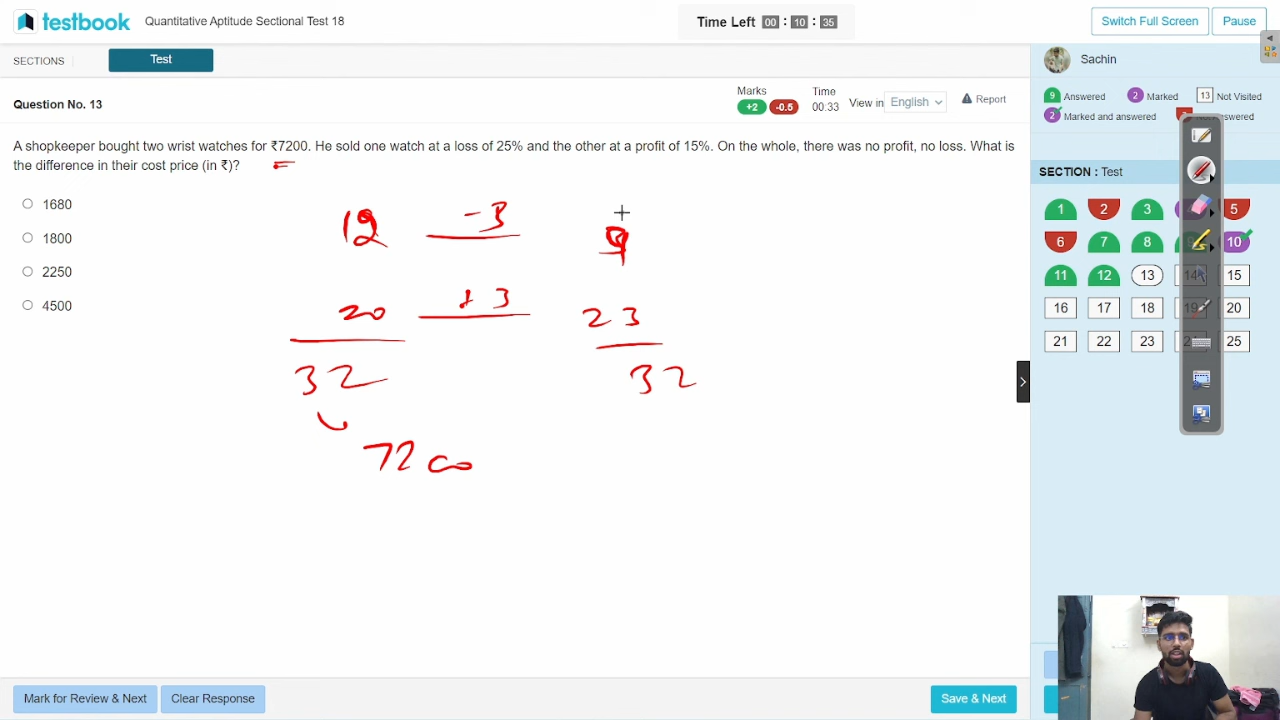 testbook
Quantitative Aptitude Sectional Test 18
Time Left 00 : 10 : 35
Switch Full Screen
Pause
SECTIONS
Test
Sachin
Question No. 13
Marks
+2 -0.5
Time
00:33
View in English
Report
9 Answered
2 Marked
13 Not Visited
2 Marked and answered
Answered
A shopkeeper bought two wrist watches for ₹7200. He sold one watch at a loss of 25% and the other at a profit of 15%. On the whole, there was no profit, no loss. What is
the difference in their cost price (in ₹)?
1680
1800
2250
4500
12 -3 9
20 +3 23
32 32
7200
SECTION : Test
1 2 3 5
6 7 8 10
11 12 13 14 15
16 17 18 19 20
21 22 23 25
Mark for Review & Next
Clear Response
Save & Next